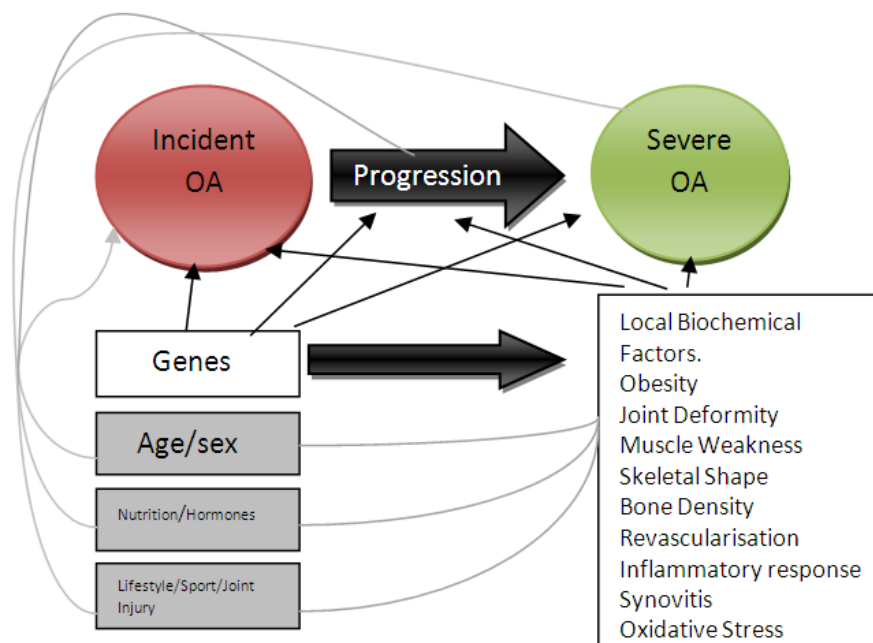 Incident
OA
Progression
Severe
OA
Genes
Age/sex
Nutrition/Hormones
Lifestyle/Sport/Joint
Injury
Local Biochemical
Factors.
Obesity
Joint Deformity
Muscle Weakness
Skeletal Shape
Bone Density
Revascularisation
Inflammatory response
Synovitis
Oxidative Stress